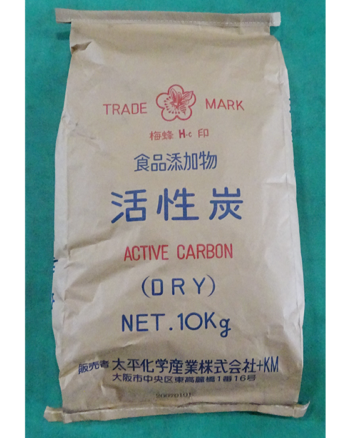 TRADE MARK
梅蜂 H-c 印
食品添加物
活性炭
ACTIVE CARBON
(DRY)
NET.10Kg
販売者 太平化学産業株式会社+KM
大阪市中央区東高麗橋1番16号